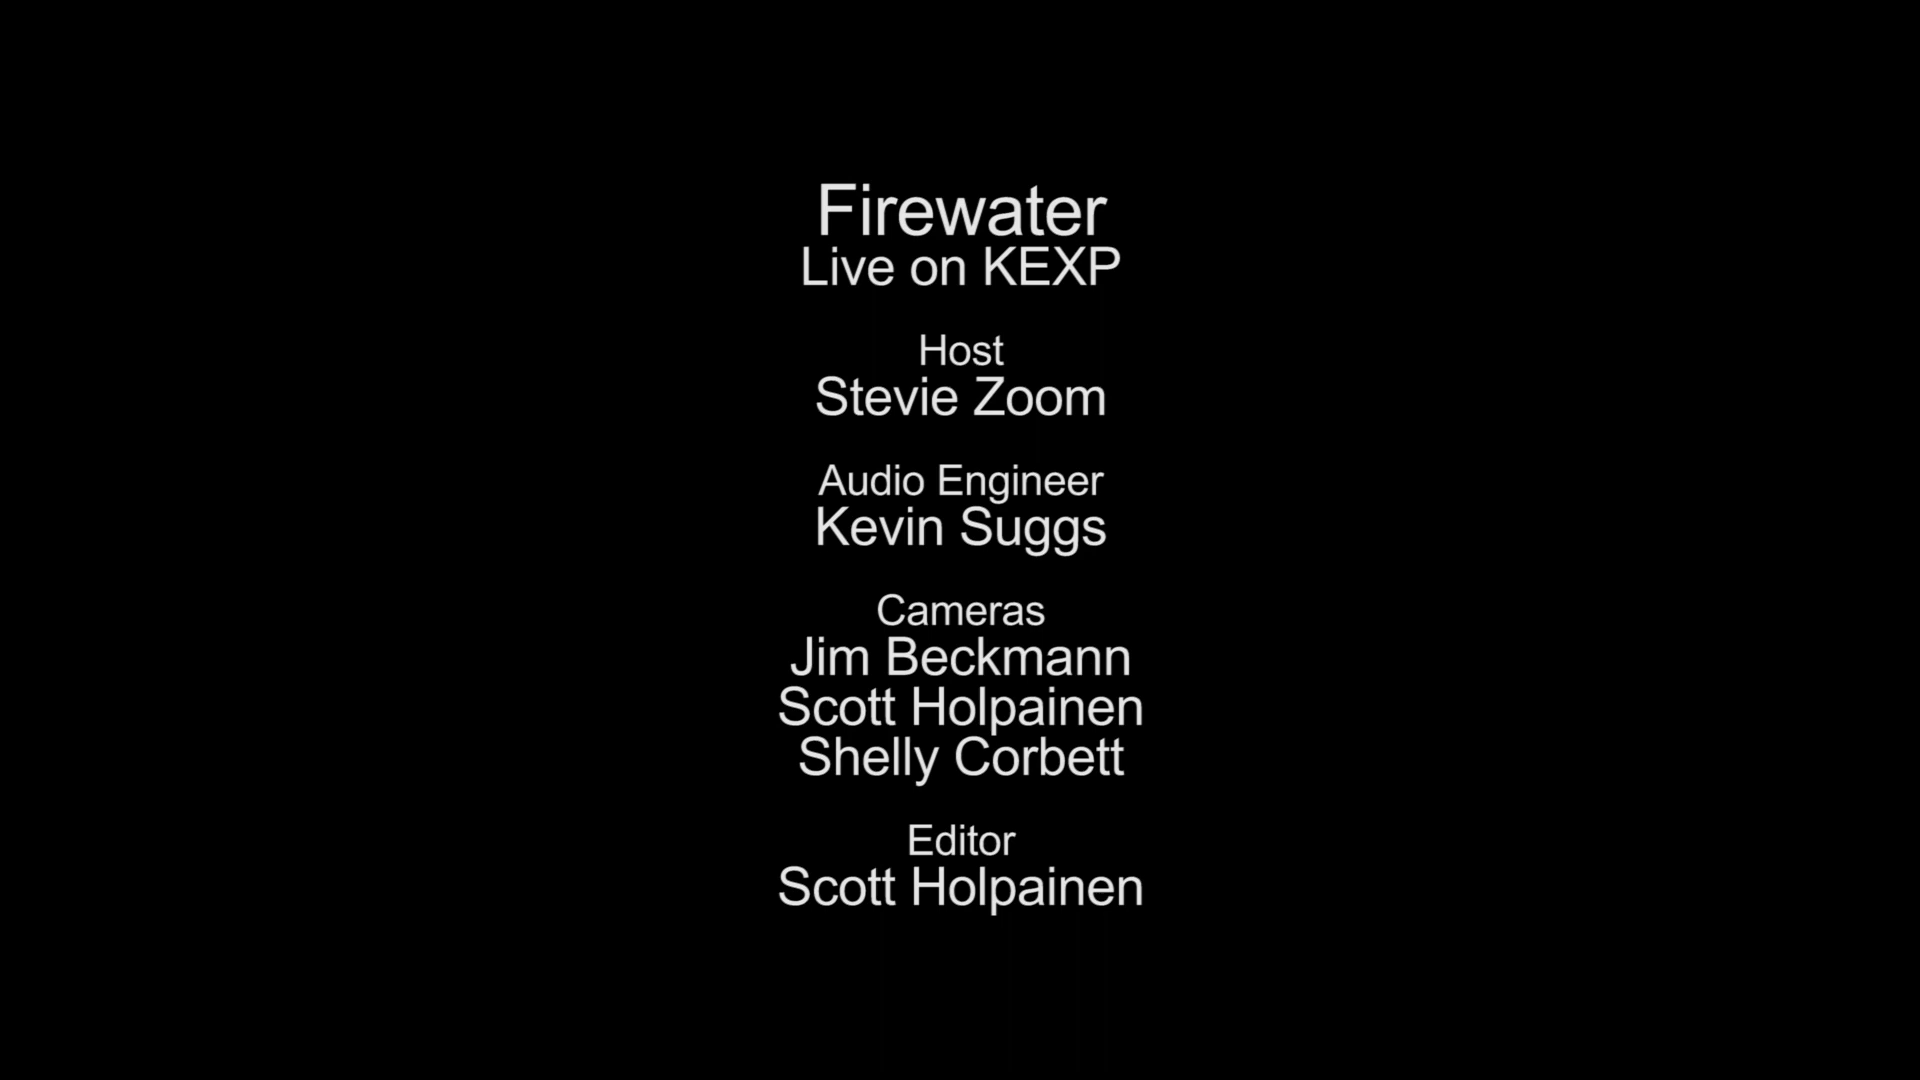 Firewater
Live on KEXP
Host
Stevie Zoom
Audio Engineer
Kevin Suggs
Cameras
Jim Beckmann
Scott Holpainen
Shelly Corbett
Editor
Scott Holpainen